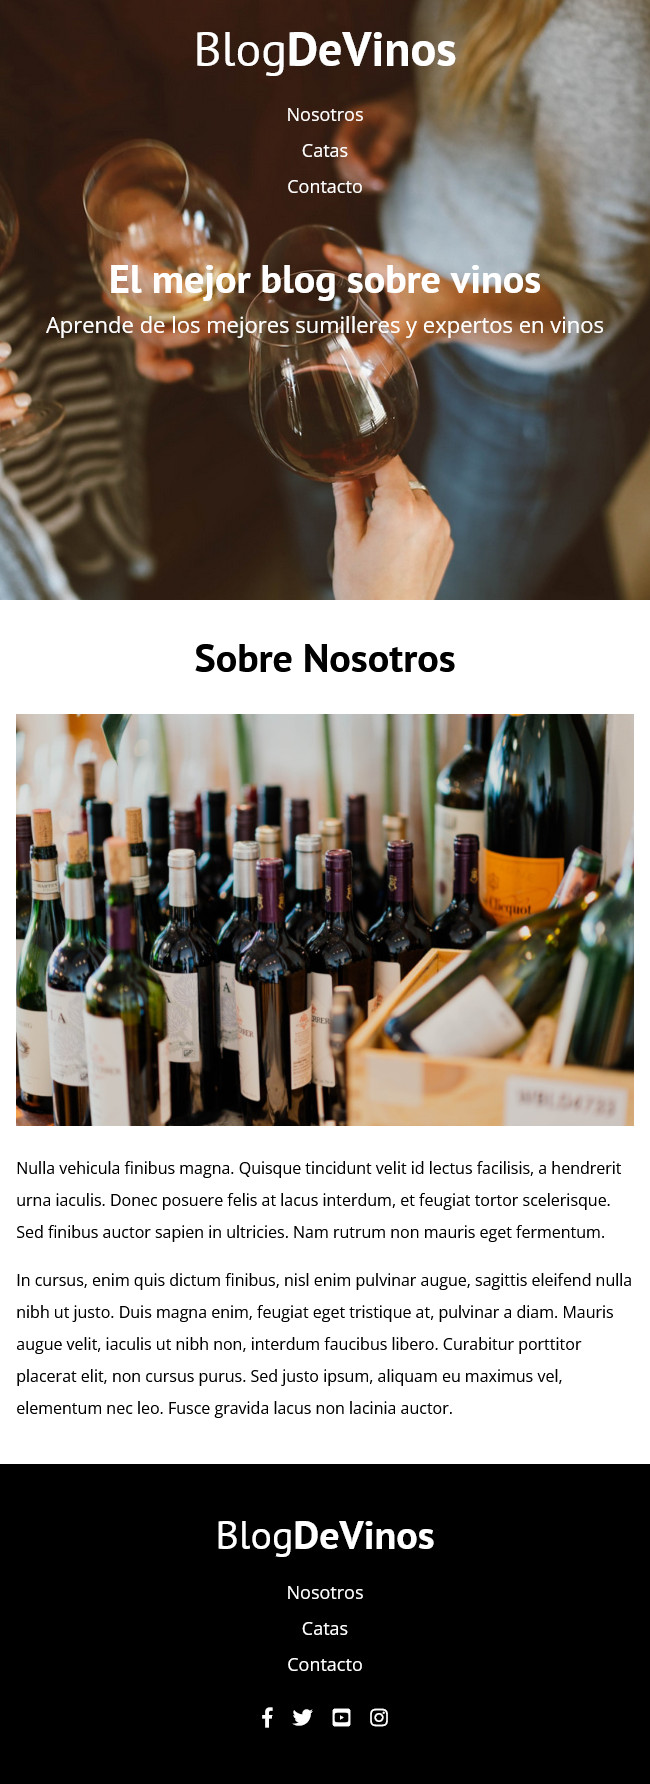 BlogDeVinos
Nosotros
Catas
Contacto
El mejor blog sobre vinos
Aprende de los mejores sumilleres y expertos en vinos
Sobre Nosotros
Clicquot
WBLD4733
Nulla vehicula finibus magna. Quisque tincidunt velit id lectus facilisis, a hendrerit
urna iaculis. Donec posuere felis at lacus interdum, et feugiat tortor scelerisque.
Sed finibus auctor sapien in ultricies. Nam rutrum non mauris eget fermentum.
In cursus, enim quis dictum finibus, nisl enim pulvinar augue, sagittis eleifend nulla
nibh ut justo. Duis magna enim, feugiat eget tristique at, pulvinar a diam. Mauris
augue velit, iaculis ut nibh non, interdum faucibus libero. Curabitur porttitor
placerat elit, non cursus purus. Sed justo ipsum, aliquam eu maximus vel,
elementum nec leo. Fusce gravida lacus non lacinia auctor.
BlogDeVinos
Nosotros
Catas
Contacto